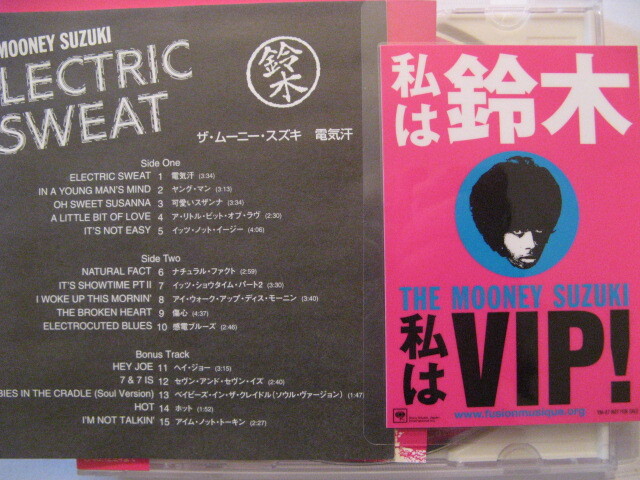 MOONEY SUZUKI
LECTRIC
SWEAT
鈴木
ザ・ムーニー・スズキ 電気汗
Side One
ELECTRIC SWEAT 1 電気汗 (3:34)
IN A YOUNG MAN'S MIND 2 ヤング・マン (3:13)
OH SWEET SUSANNA 3 可愛いスザンナ (3:34)
A LITTLE BIT OF LOVE 4 ア・リトル・ビット・オブ・ラヴ (2:30)
IT'S NOT EASY 5 イッツ・ノット・イージー (4:06)
Side Two
NATURAL FACT 6 ナチュラル・ファクト (2:59)
IT'S SHOWTIME PT II 7 イッツ・ショウタイム・パート2 (3:30)
I WOKE UP THIS MORNIN' 8 アイ・ウォーク・アップ・ディス・モーニン (3:40)
THE BROKEN HEART 9 傷心 (4:37)
ELECTROCUTED BLUES 10 感電ブルーズ (2:46)
Bonus Track
HEY JOE 11 ヘイ・ジョー (3:15)
7 & 7 IS 12 セヴン・アンド・セヴン・イズ (2:40)
BIES IN THE CRADLE (Soul Version) 13 ベイビーズ・イン・ザ・クレイドル(ソウル・ヴァージョン) (3:47)
HOT 14 ホット (1:52)
I'M NOT TALKIN' 15 アイム・ノット・トーキン (2:27)
私は鈴木
THE MOONEY SUZUKI
私はVIP!
www.fusionmusique.org